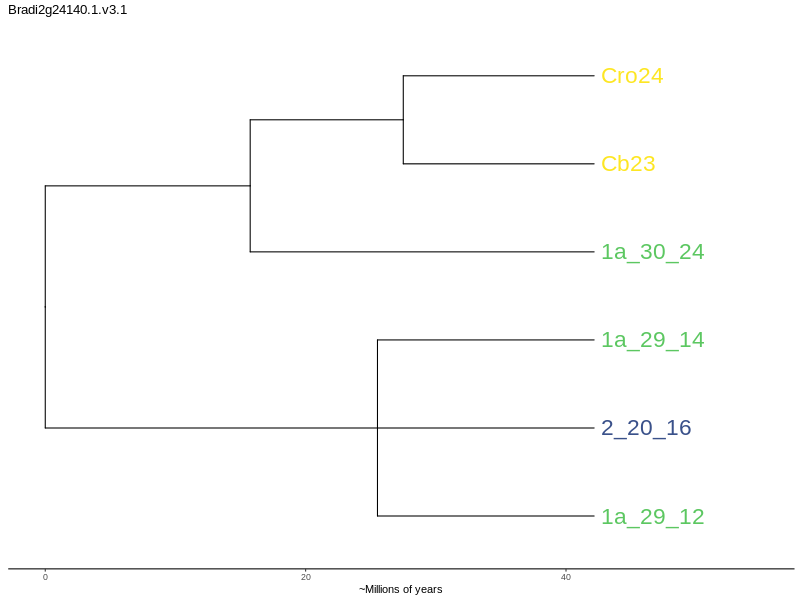 Bradi2g24140.1.v3.1
Cro24
Cb23
1a_30_24
1a_29_14
2_20_16
1a_29_12
0 20 40
~Millions of years